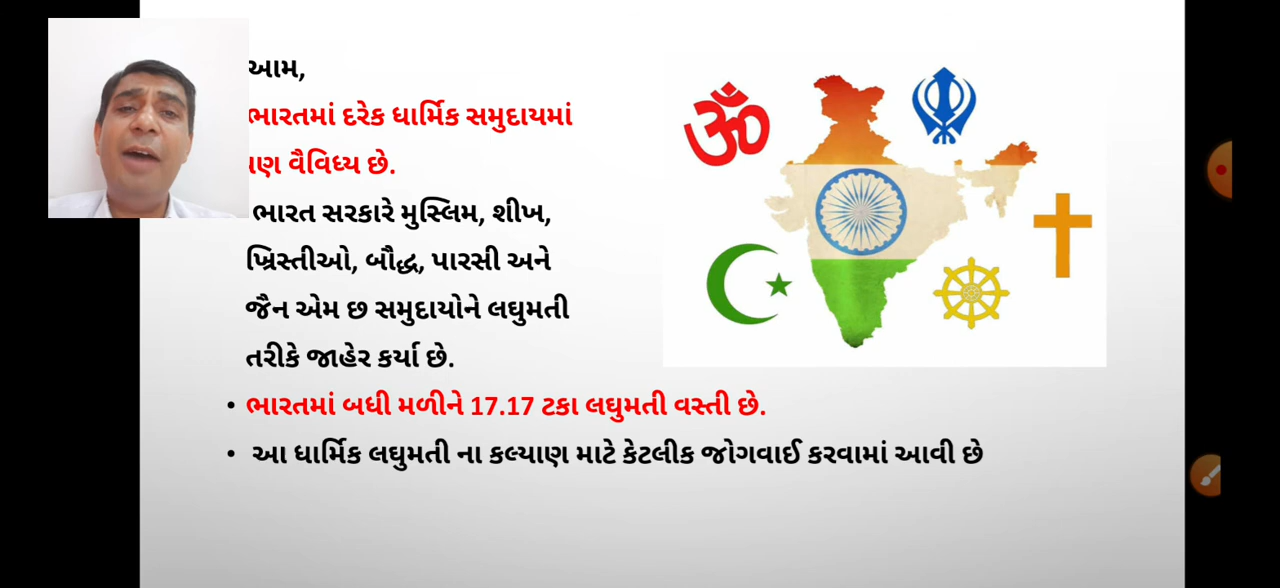 આમ,
ભારતમાં દરેક ધાર્મિક સમુદાયમાં
વૈવિધ્ય છે.
ભારત સરકારે મુસ્લિમ, શીખ,
ખ્રિસ્તીઓ, બૌદ્ધ, પારસી અને
જૈન એમ છ સમુદાયોને લઘુમતી
તરીકે જાહેર કર્યા છે.
• ભારતમાં બધી મળીને 17.17 ટકા લઘુમતી વસ્તી છે.
• આ ધાર્મિક લઘુમતી ના કલ્યાણ માટે કેટલીક જોગવાઈ કરવામાં આવી છે